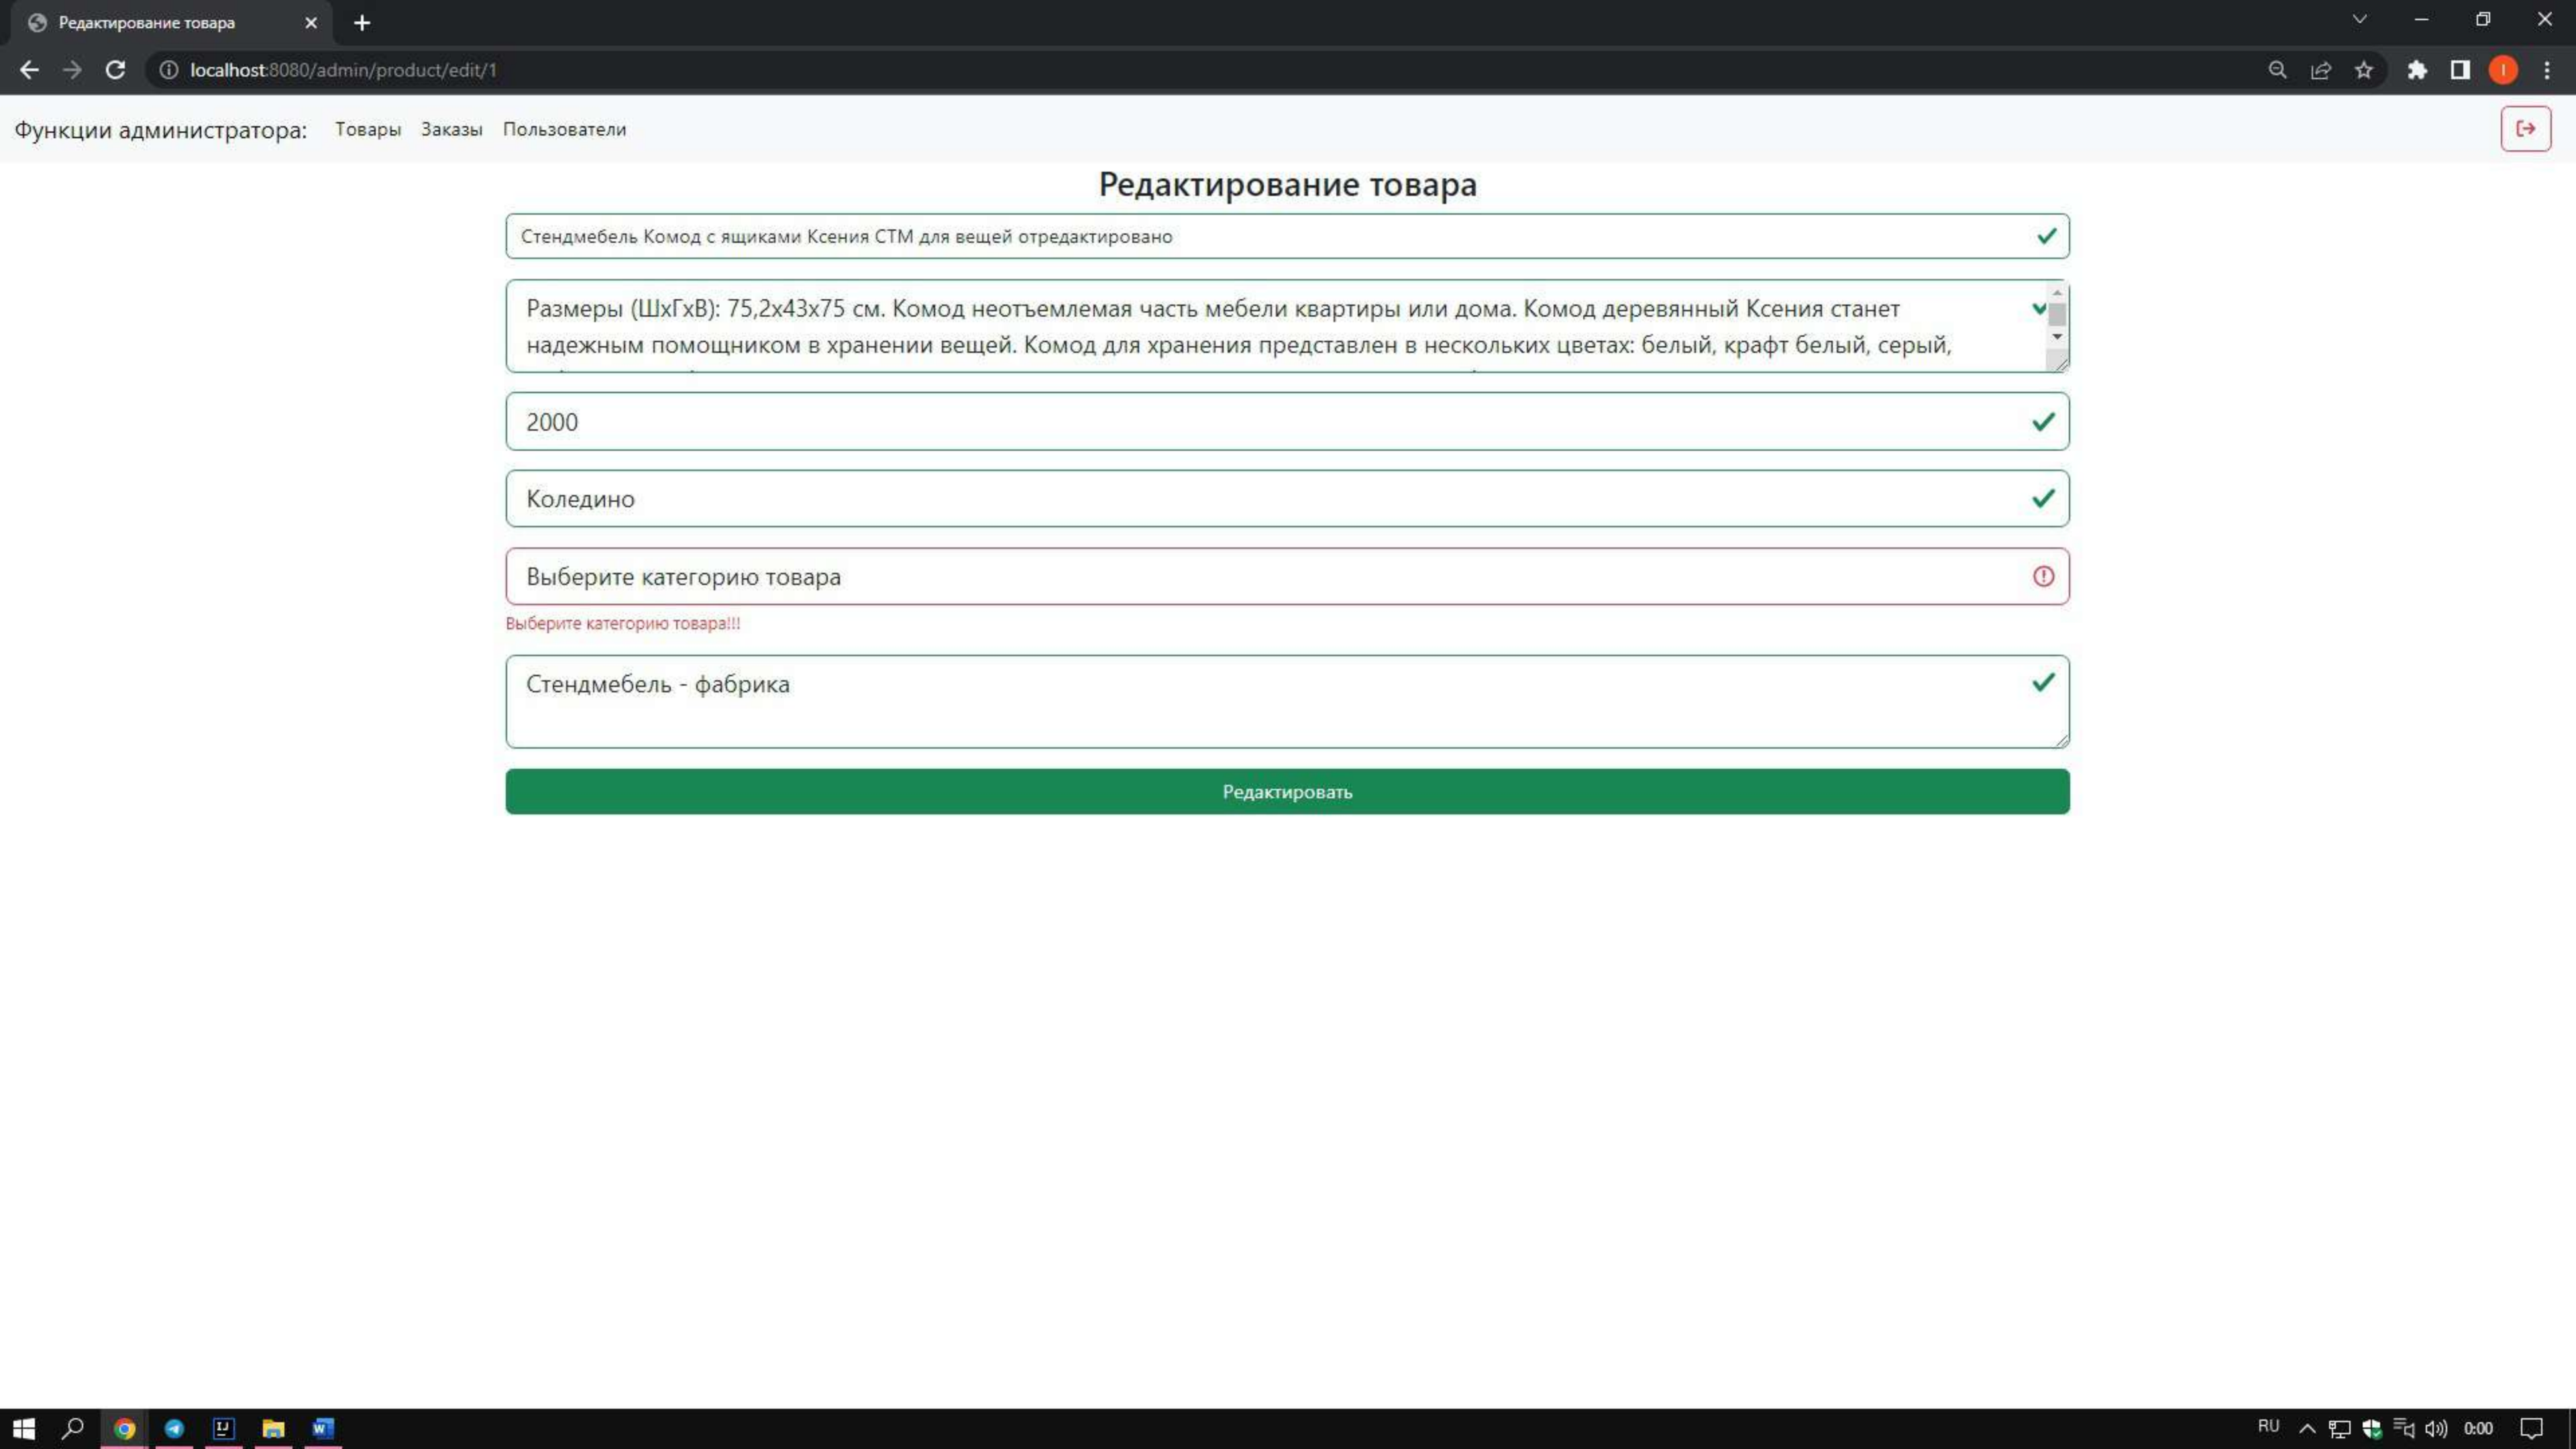 Редактирование товара
localhost:8080/admin/product/edit/1
Функции администратора: Товары Заказы Пользователи
Редактирование товара
Стендмебель Комод с ящиками Ксения СТМ для вещей отредактировано
Размеры (ШхГхВ): 75,2х43х75 см. Комод неотъемлемая часть мебели квартиры или дома. Комод деревянный Ксения станет
надежным помощником в хранении вещей. Комод для хранения представлен в нескольких цветах: белый, крафт белый, серый,
2000
Коледино
Выберите категорию товара
Выберите категорию товара!!!
Стендмебель - фабрика
Редактировать
RU 0:00